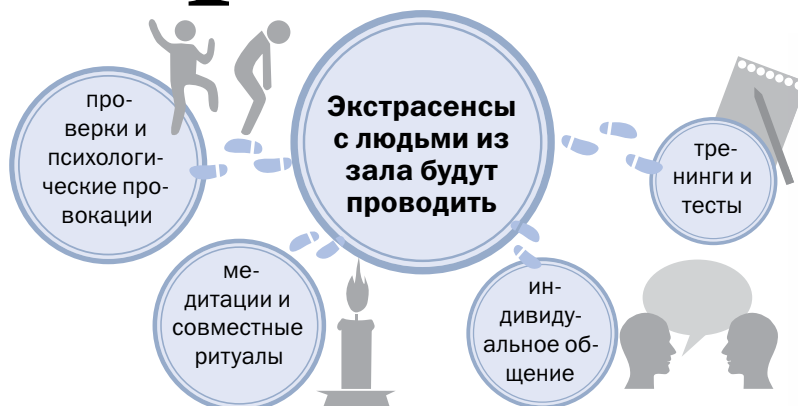 Экстрасенсы
с людьми из
зала будут
проводить
про-
верки и
психологи-
ческие про-
вокации
ме-
дитации и
совместные
ритуалы
ин-
дивиду-
альное об-
щение
тре-
нинги и
тесты